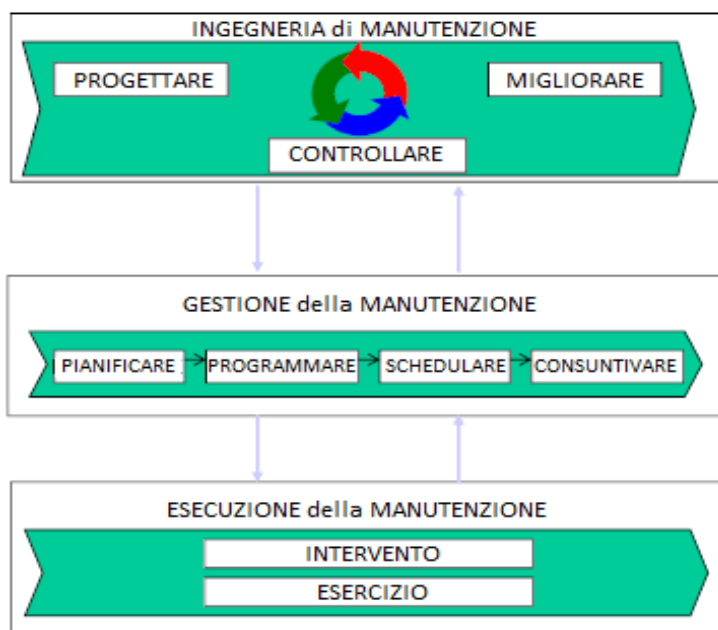 INGEGNERIA di MANUTENZIONE
PROGETTARE
MIGLIORARE
CONTROLLARE
GESTIONE della MANUTENZIONE
PIANIFICARE
PROGRAMMARE
SCHEDULARE
CONSUNTIVARE
ESECUZIONE della MANUTENZIONE
INTERVENTO
ESERCIZIO